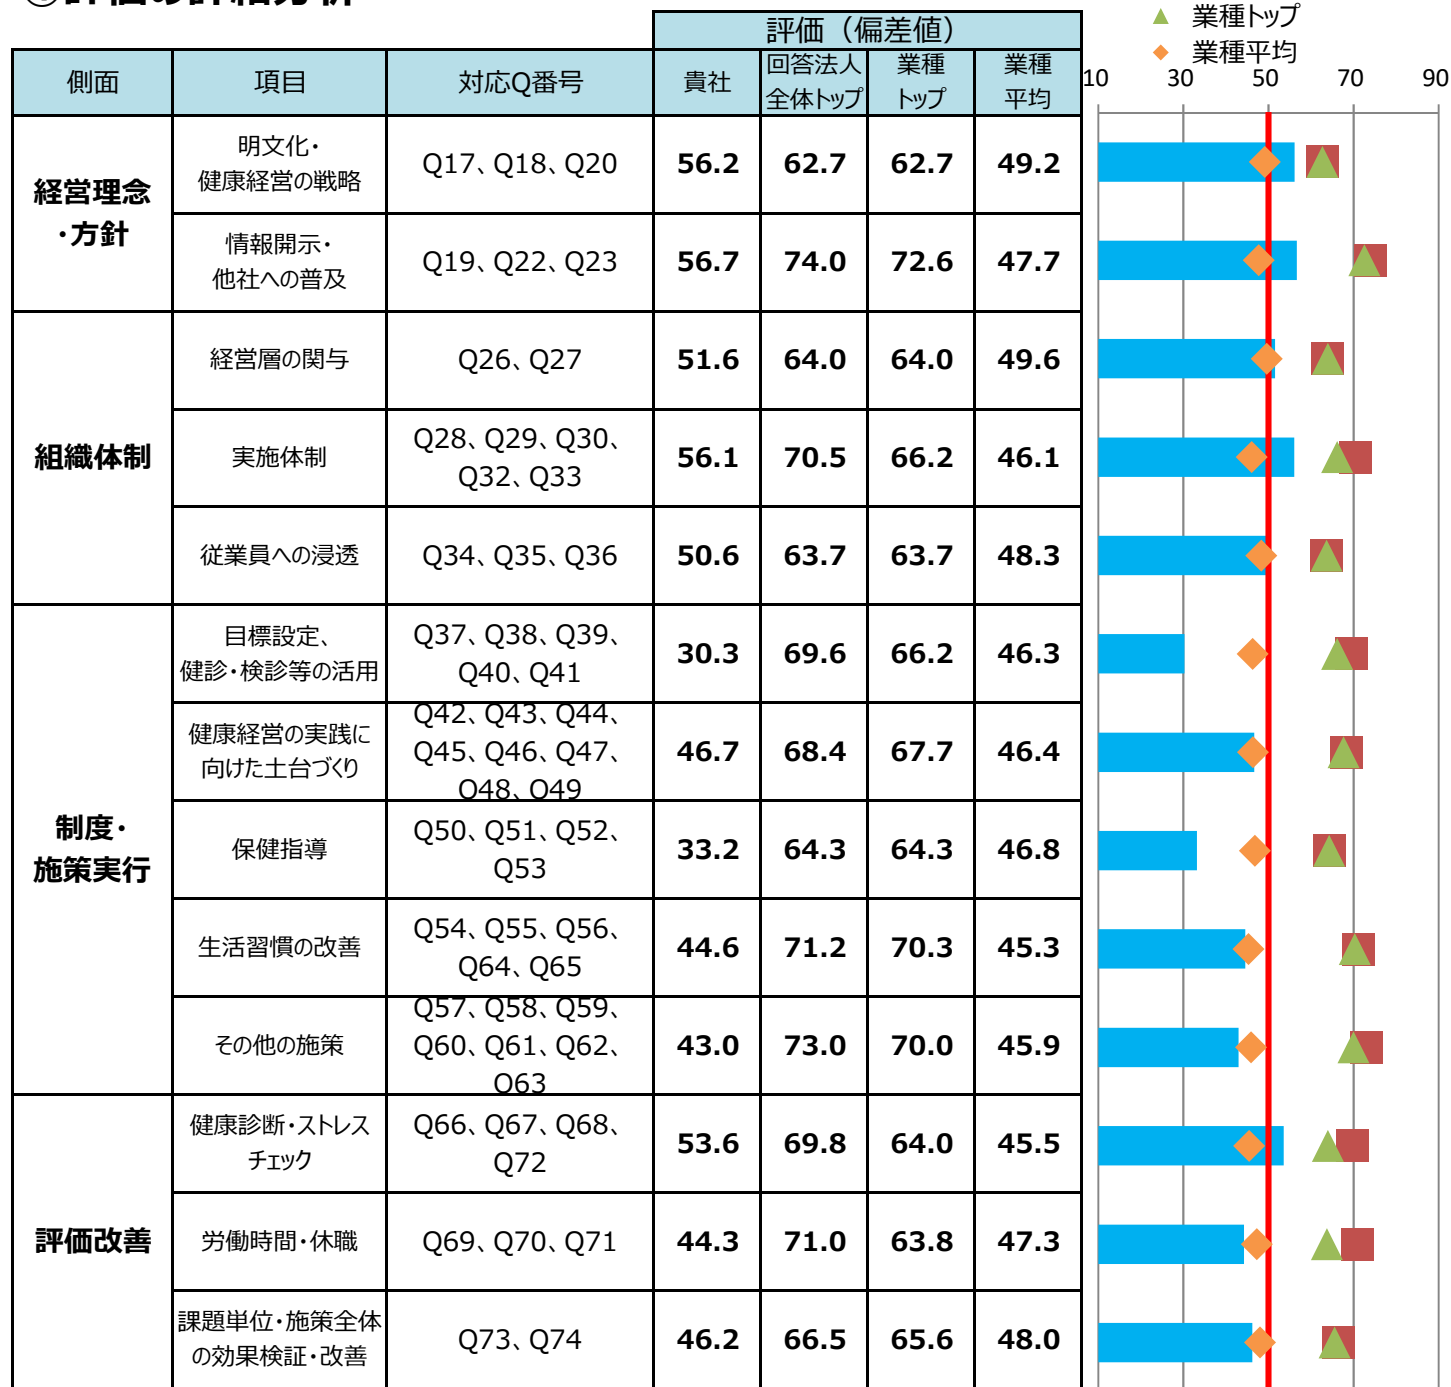 ①評価の詳細分析
▲ 業種トップ
◆ 業種平均
10 30 50 70 90
評価（偏差値）
側面 項目 対応Q番号 貴社 回答法人 業種 業種
全体トップ トップ 平均
経営理念
・方針
明文化・
健康経営の戦略
Q17、Q18、Q20 56.2 62.7 62.7 49.2
情報開示・
他社への普及
Q19、Q22、Q23 56.7 74.0 72.6 47.7
組織体制
経営層の関与 Q26、Q27 51.6 64.0 64.0 49.6
実施体制
Q28、Q29、Q30、
Q32、Q33
56.1 70.5 66.2 46.1
従業員への浸透 Q34、Q35、Q36 50.6 63.7 63.7 48.3
制度・
施策実行
目標設定、
健診・検診等の活用
Q37、Q38、Q39、
Q40、Q41
30.3 69.6 66.2 46.3
健康経営の実践に
向けた土台づくり
Q42、Q43、Q44、
Q45、Q46、Q47、
Q48、Q49
46.7 68.4 67.7 46.4
保健指導
Q50、Q51、Q52、
Q53
33.2 64.3 64.3 46.8
生活習慣の改善
Q54、Q55、Q56、
Q64、Q65
44.6 71.2 70.3 45.3
その他の施策
Q57、Q58、Q59、
Q60、Q61、Q62、
Q63
43.0 73.0 70.0 45.9
評価改善
健康診断・ストレス
チェック
Q66、Q67、Q68、
Q72
53.6 69.8 64.0 45.5
労働時間・休職 Q69、Q70、Q71 44.3 71.0 63.8 47.3
課題単位・施策全体
の効果検証・改善
Q73、Q74 46.2 66.5 65.6 48.0